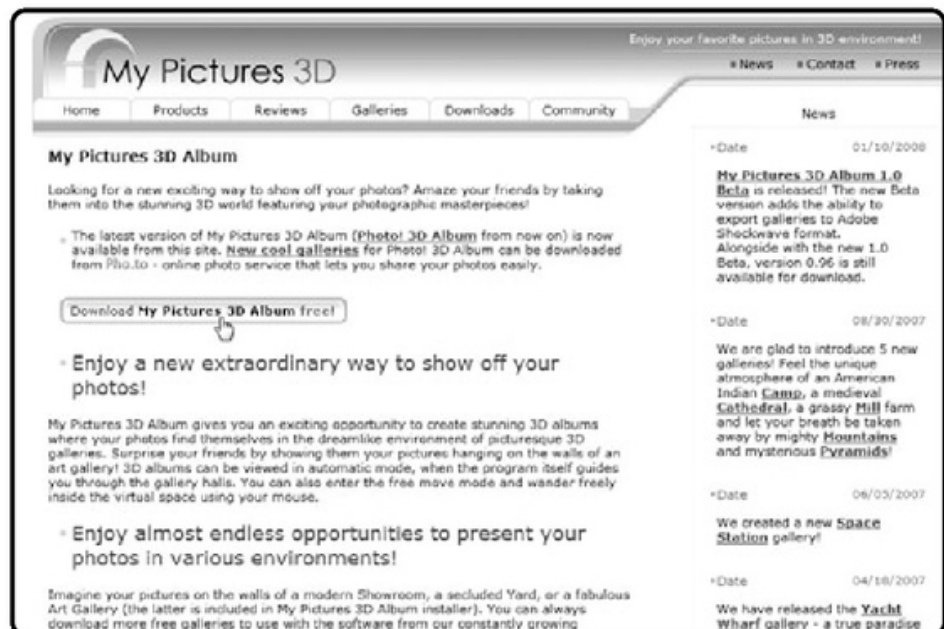 Enjoy your favorite pictures in 3D environment!
My Pictures 3D
News Contact Press
Home Products Reviews Galleries Downloads Community
My Pictures 3D Album
Looking for a new exciting way to show off your photos? Amaze your friends by taking
them into the stunning 3D world featuring your photographic masterpieces!
The latest version of My Pictures 3D Album (Photo! 3D Album from now on) is now
available from this site. New cool galleries for Photo! 3D Album can be downloaded
from Pho.to - online photo service that lets you share your photos easily.
Download My Pictures 3D Album free!
Enjoy a new extraordinary way to show off your
photos!
My Pictures 3D Album gives you an exciting opportunity to create stunning 3D albums
where your photos find themselves in the dreamlike environment of picturesque 3D
galleries. Surprise your friends by showing them your pictures hanging on the walls of an
art gallery! 3D albums can be viewed in automatic mode, when the program itself guides
you through the gallery halls. You can also enter the free move mode and wander freely
inside the virtual space using your mouse.
Enjoy almost endless opportunities to present your
photos in various environments!
Imagine your pictures on the walls of a modern Showroom, a secluded Yard, or a fabulous
Art Gallery (the latter is included in My Pictures 3D Album installer). You can always
download more free galleries to use with the software from our constantly growing
News
Date 01/10/2008
My Pictures 3D Album 1.0
Beta is released! The new Beta
version adds the ability to
export galleries to Adobe
Shockwave format.
Alongside with the new 1.0
Beta, version 0.96 is still
available for download.
Date 08/30/2007
We are glad to introduce 5 new
galleries! Feel the unique
atmosphere of an American
Indian Camp, a medieval
Cathedral, a grassy Mill farm
and let your breath be taken
away by mighty Mountains
and mysterious Pyramids!
Date 06/05/2007
We created a new Space
Station gallery!
Date 04/18/2007
We have released the Yacht
Wharf gallery - a true paradise